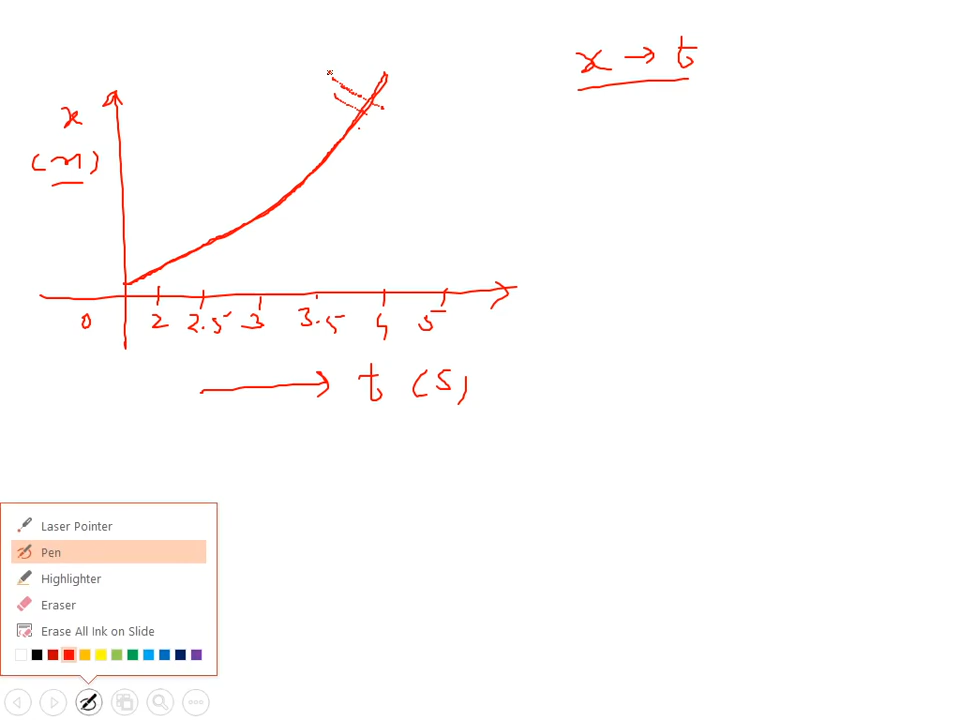 x → t
x
(m)
0 2 2.5 3 3.5 4 5
→ t (s)
Laser Pointer
Pen
Highlighter
Eraser
Erase All Ink on Slide